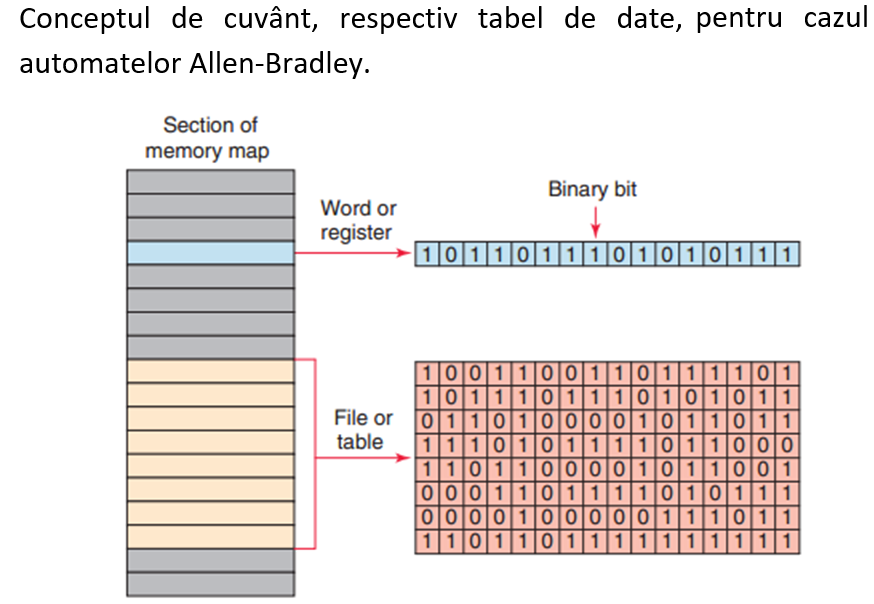 Conceptul de cuvânt, respectiv tabel de date, pentru cazul
automatelor Allen-Bradley.
Section of
memory map
Word or
register
Binary bit
1 0 1 1 0 1 1 1 0 1 0 1 0 1 1 1
File or
table
1 0 0 1 1 0 0 1 1 0 1 1 1 1 0 1
1 0 1 1 1 0 1 1 1 0 1 0 1 0 1 1
0 1 1 0 1 0 0 0 0 1 0 1 1 0 1 1
1 1 1 0 1 0 1 1 1 1 0 1 1 0 0 0
1 1 0 1 1 0 0 0 0 1 0 1 1 0 0 1
0 0 0 1 1 0 1 1 1 1 0 1 0 1 1 1
0 0 0 0 1 0 0 0 0 0 1 1 1 0 1 1
1 1 0 1 1 0 1 1 1 1 1 1 1 1 1 1